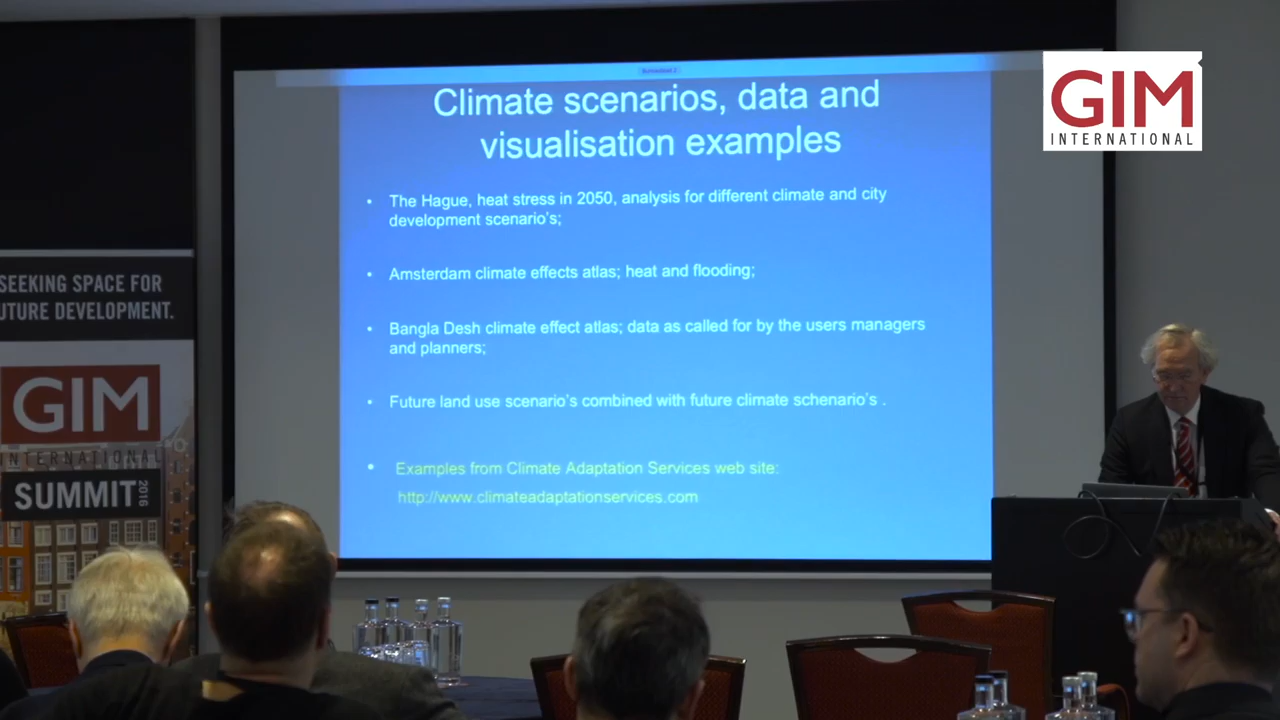 Climate scenarios, data and
visualisation examples
• The Hague, heat stress in 2050, analysis for different climate and city
development scenario's;
• Amsterdam climate effects atlas; heat and flooding;
• Bangla Desh climate effect atlas; data as called for by the users managers
and planners;
• Future land use scenario's combined with future climate schenario's .
• Examples from Climate Adaptation Services web site:
http://www.climateadaptationservices.com
GIM
INTERNATIONAL
SEEKING SPACE FOR
UTURE DEVELOPMENT.
GIM
INTERNATIONAL
SUMMIT 2016